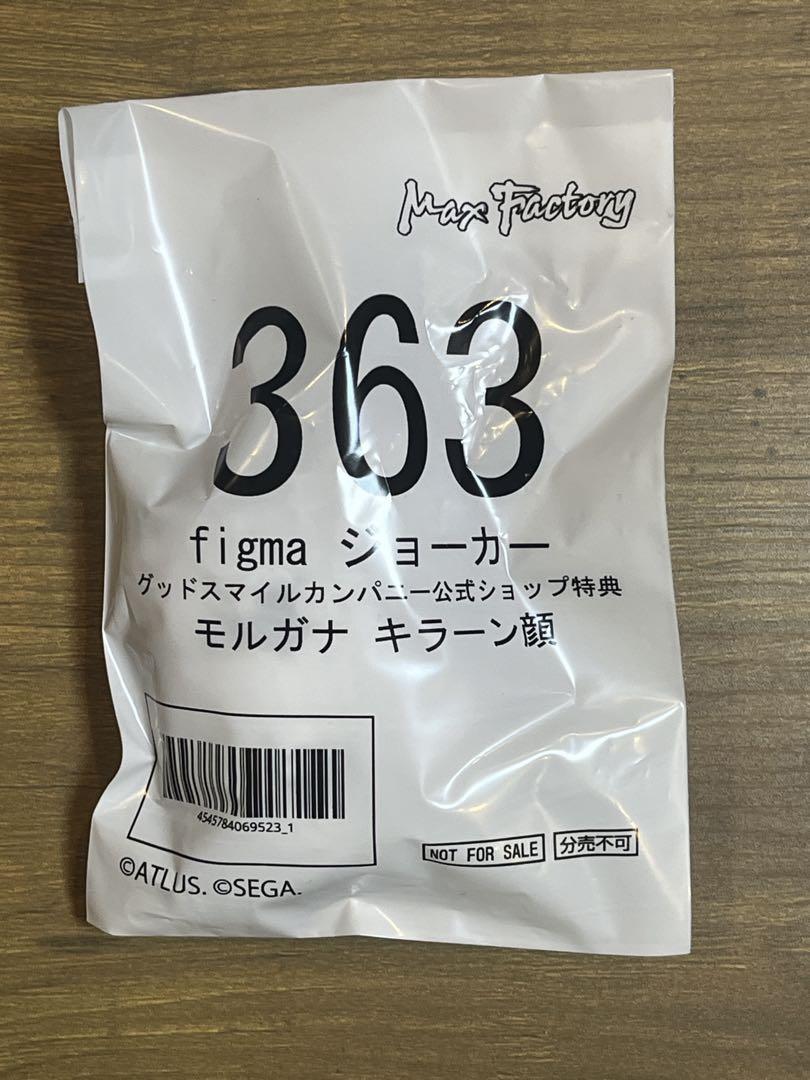 Max Factory
363
figma ジョーカー
グッドスマイルカンパニー公式ショップ特典
モルガナ キラーン顔
4545784069523_1
NOT FOR SALE 分売不可
©ATLUS. ©SEGA.